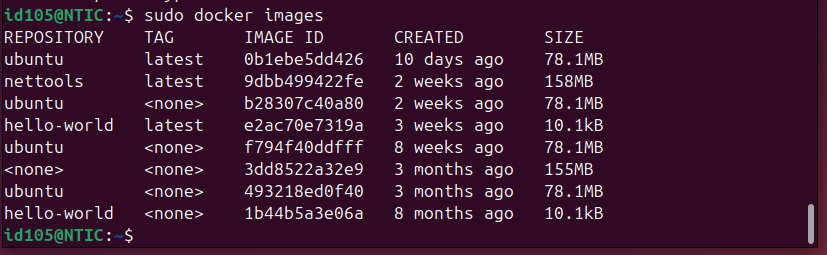 id105@NTIC:~$ sudo docker images
REPOSITORY    TAG       IMAGE ID       CREATED        SIZE
ubuntu        latest    0b1ebe5dd426   10 days ago    78.1MB
nettools      latest    9dbb499422fe   2 weeks ago    158MB
ubuntu        <none>    b28307c40a80   2 weeks ago    78.1MB
hello-world   latest    e2ac70e7319a   3 weeks ago    10.1kB
ubuntu        <none>    f794f40ddfff   8 weeks ago    78.1MB
<none>        <none>    3dd8522a32e9   3 months ago   155MB
ubuntu        <none>    493218ed0f40   3 months ago   78.1MB
hello-world   <none>    1b44b5a3e06a   8 months ago   10.1kB
id105@NTIC:~$